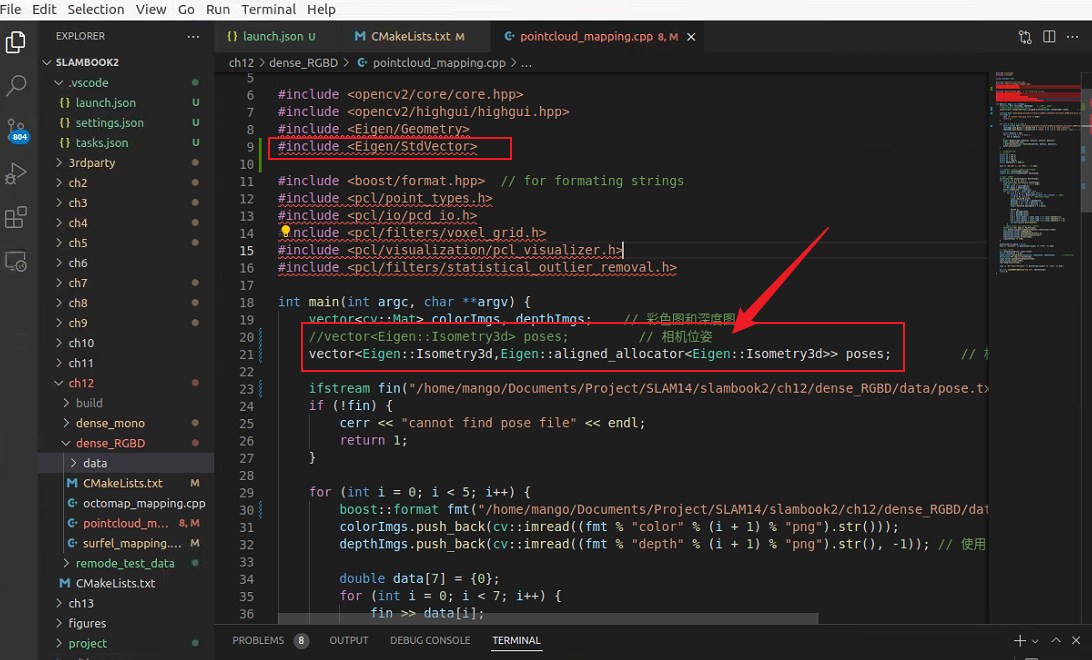 File Edit Selection View Go Run Terminal Help
EXPLORER
SLAMBOOK2
.vscode
launch.json U
settings.json U
tasks.json U
3rdparty
ch2
ch3
ch4
ch5
ch6
ch7
ch8
ch9
ch10
ch11
ch12
build
dense_mono
dense_RGBD
data
CMakeLists.txt M
octomap_mapping.cpp
pointcloud_m... 8, M
surfel_mapping.... M
remode_test_data
CMakeLists.txt
ch13
figures
project
804
launch.json U CMakeLists.txt M pointcloud_mapping.cpp 8, M
ch12 > dense_RGBD > pointcloud_mapping.cpp > ...
5
6 #include <opencv2/core/core.hpp>
7 #include <opencv2/highgui/highgui.hpp>
8 #include <Eigen/Geometry>
9 #include <Eigen/StdVector>
10
11 #include <boost/format.hpp> // for formating strings
12 #include <pcl/point_types.h>
13 #include <pcl/io/pcd_io.h>
14 #include <pcl/filters/voxel_grid.h>
15 #include <pcl/visualization/pcl_visualizer.h>
16 #include <pcl/filters/statistical_outlier_removal.h>
17
18 int main(int argc, char **argv) {
19 vector<cv::Mat> colorImgs, depthImgs; // 彩色图和深度图
20 //vector<Eigen::Isometry3d> poses; // 相机位姿
21 vector<Eigen::Isometry3d,Eigen::aligned_allocator<Eigen::Isometry3d>> poses; //
22
23 ifstream fin("/home/mango/Documents/Project/SLAM14/slambook2/ch12/dense_RGBD/data/pose.tx
24 if (!fin) {
25 cerr << "cannot find pose file" << endl;
26 return 1;
27 }
28
29 for (int i = 0; i < 5; i++) {
30 boost::format fmt("/home/mango/Documents/Project/SLAM14/slambook2/ch12/dense_RGBD/dat
31 colorImgs.push_back(cv::imread((fmt % "color" % (i + 1) % "png").str()));
32 depthImgs.push_back(cv::imread((fmt % "depth" % (i + 1) % "png").str(), -1)); // 使用
33
34 double data[7] = {0};
35 for (int i = 0; i < 7; i++) {
36 fin >> data[i];
PROBLEMS 8 OUTPUT DEBUG CONSOLE TERMINAL